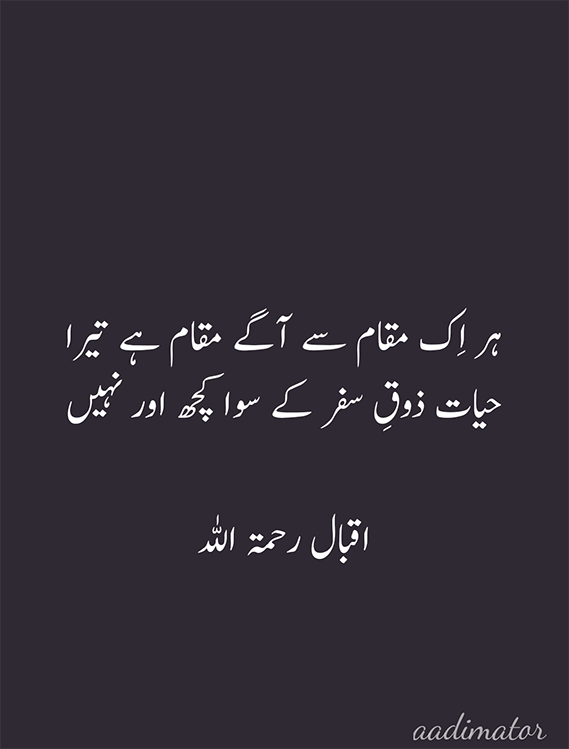 ہر اِک مقام سے آگے مقام ہے تیرا
حیات ذوقِ سفر کے سوا کچھ اور نہیں
اقبال رحمۃ اللہ
aadimator